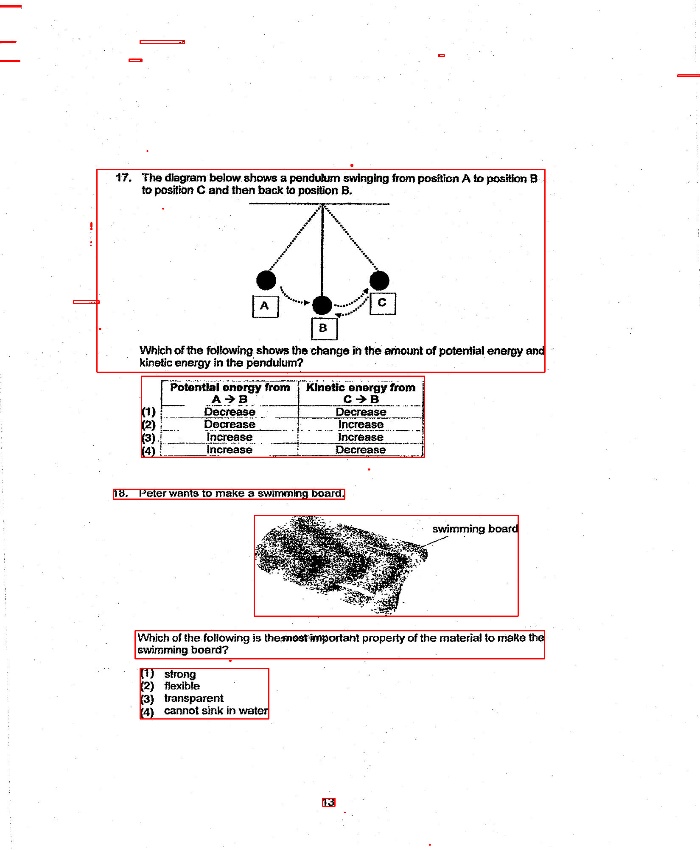 17. The diagram below shows a pendulum swinging from position A to position B
to position C and then back to position B.
A
C
B
Which of the following shows the change in the amount of potential energy and
kinetic energy in the pendulum?
Potential energy from Kinetic energy from
A → B C → B
(1) Decrease Decrease
(2) Decrease Increase
(3) Increase Increase
(4) Increase Decrease
18. Peter wants to make a swimming board.
swimming board
Which of the following is the most important property of the material to make the
swimming board?
(1) strong
(2) flexible
(3) transparent
(4) cannot sink in water
13